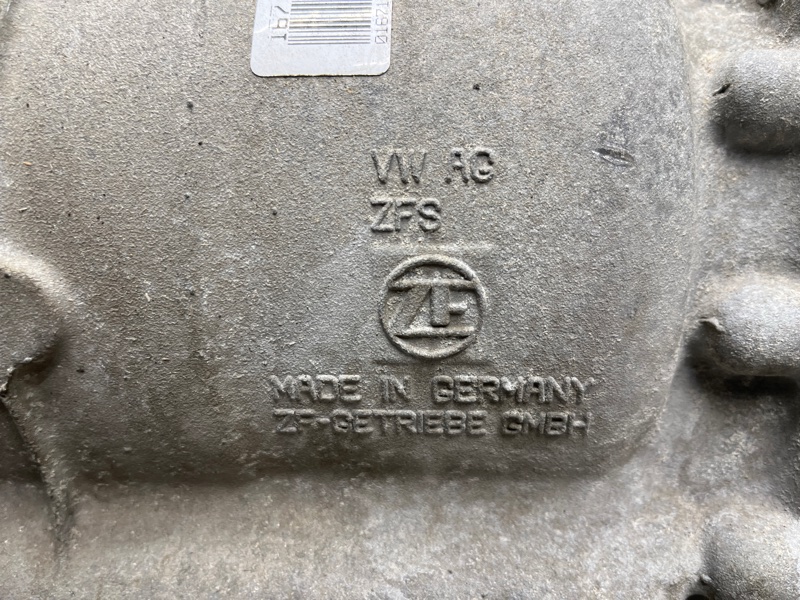 VW AG
ZFS
ZF
MADE IN GERMANY
ZF-GETRIEBE GMBH